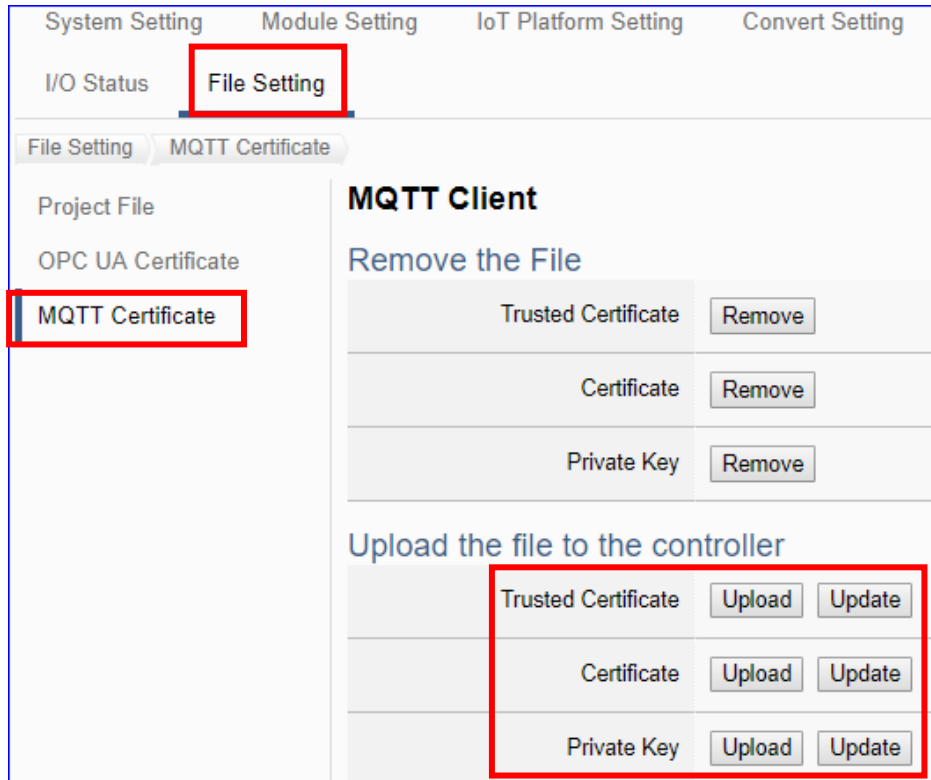 System Setting Module Setting IoT Platform Setting Convert Setting
I/O Status File Setting
File Setting MQTT Certificate
Project File
OPC UA Certificate
MQTT Certificate
MQTT Client
Remove the File
Trusted Certificate Remove
Certificate Remove
Private Key Remove
Upload the file to the controller
Trusted Certificate Upload Update
Certificate Upload Update
Private Key Upload Update